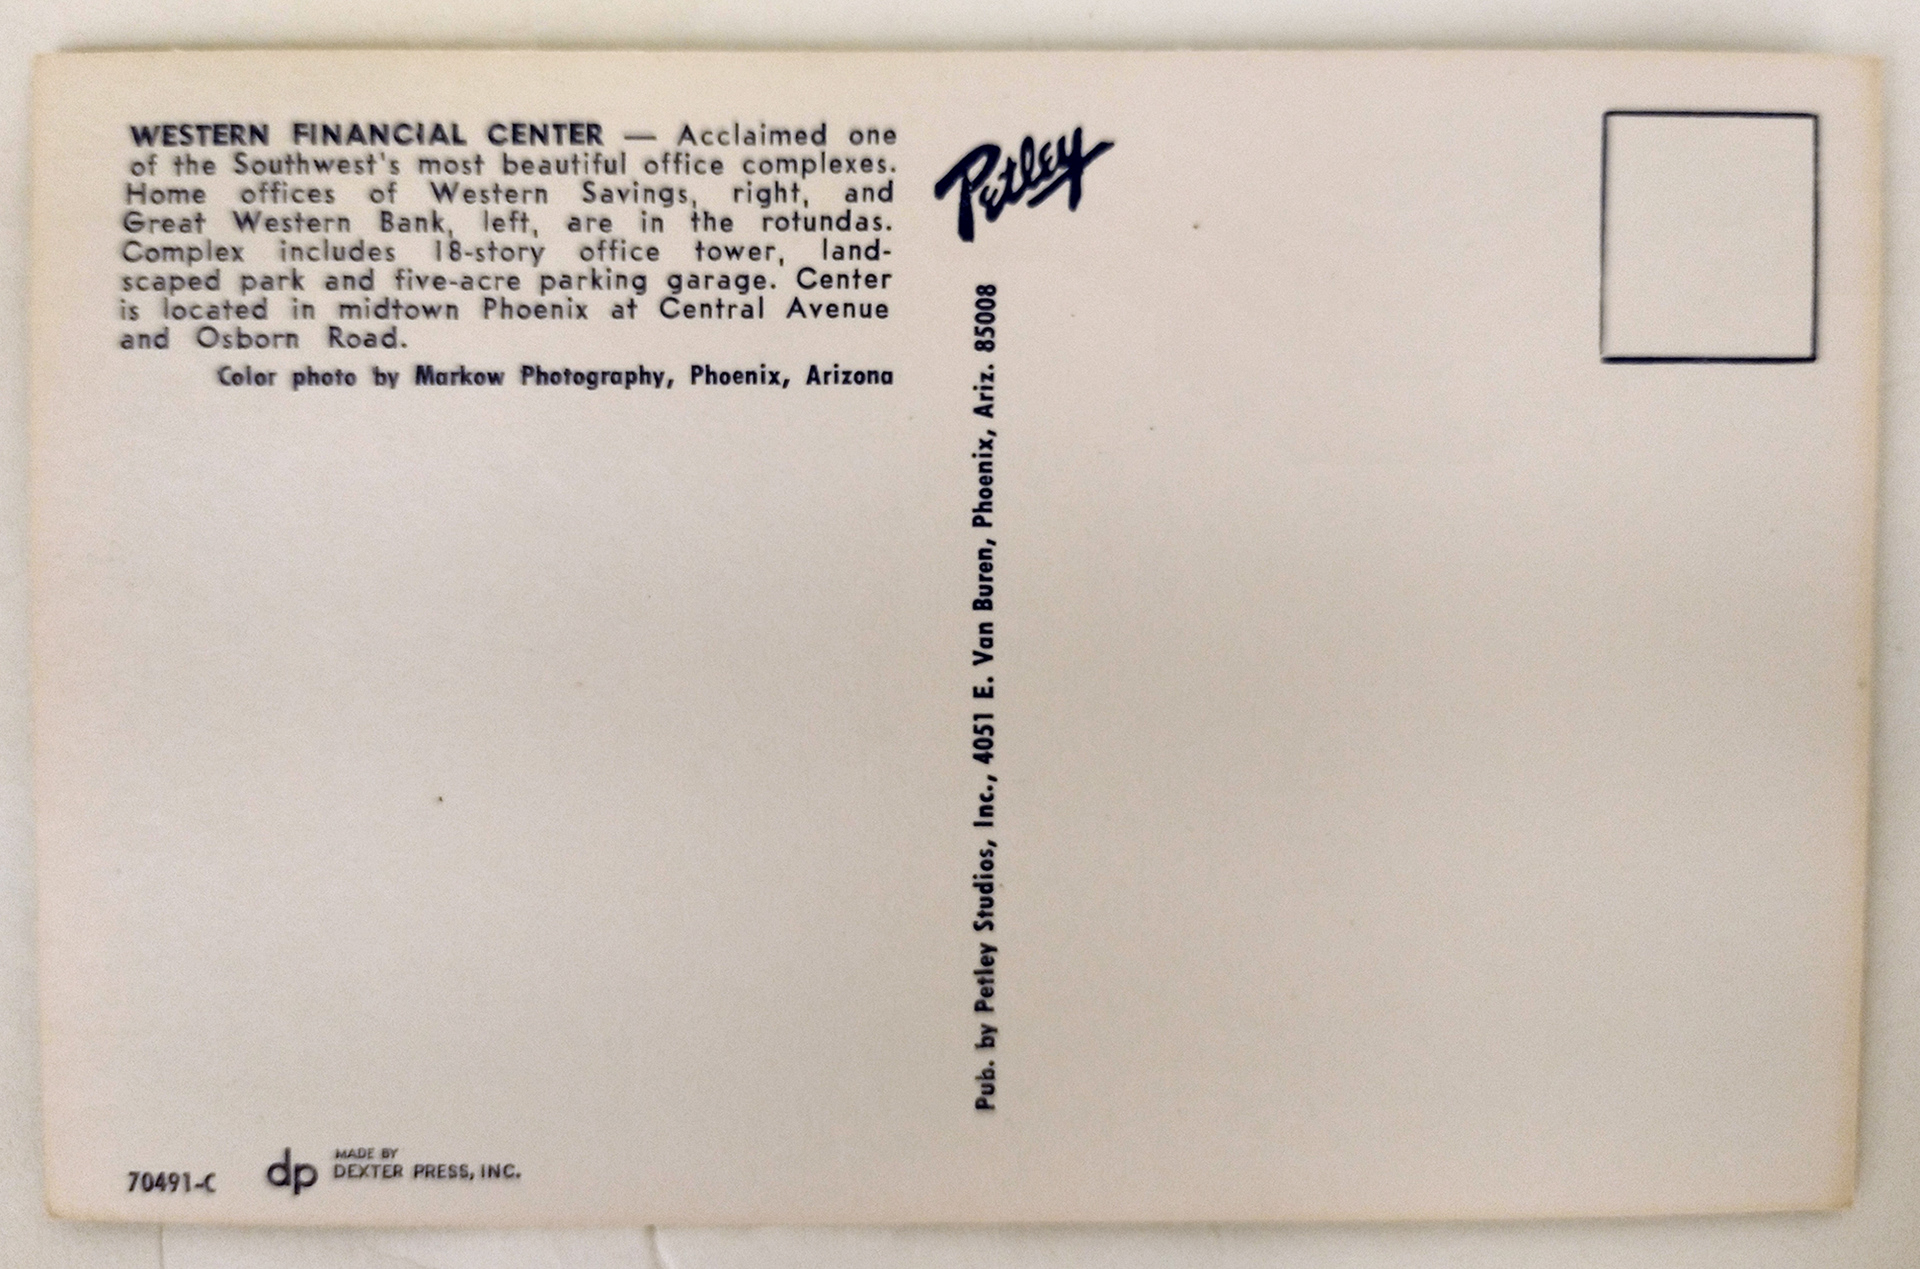 WESTERN FINANCIAL CENTER — Acclaimed one
of the Southwest's most beautiful office complexes.
Home offices of Western Savings, right, and
Great Western Bank, left, are in the rotundas.
Complex includes 18-story office tower, land-
scaped park and five-acre parking garage. Center
is located in midtown Phoenix at Central Avenue
and Osborn Road.
Color photo by Markow Photography, Phoenix, Arizona
Petley
Pub. by Petley Studios, Inc., 4051 E. Van Buren, Phoenix, Ariz. 85008
70491-C
dp
MADE BY
DEXTER PRESS, INC.